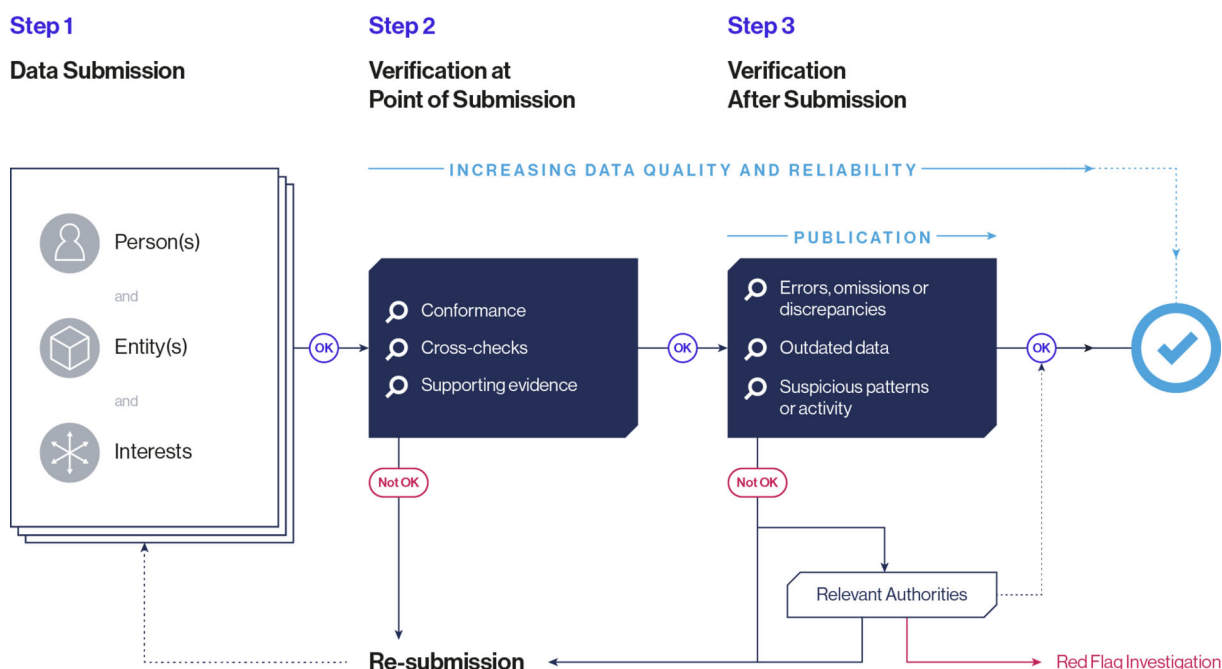 Step 1
Data Submission
Step 2
Verification at
Point of Submission
Step 3
Verification
After Submission
INCREASING DATA QUALITY AND RELIABILITY
PUBLICATION
Person(s)
and
Entity(s)
and
Interests
OK
Conformance
Cross-checks
Supporting evidence
OK
Errors, omissions or
discrepancies
Outdated data
Suspicious patterns
or activity
OK
Not OK
Not OK
Relevant Authorities
Re-submission
Red Flag Investigation